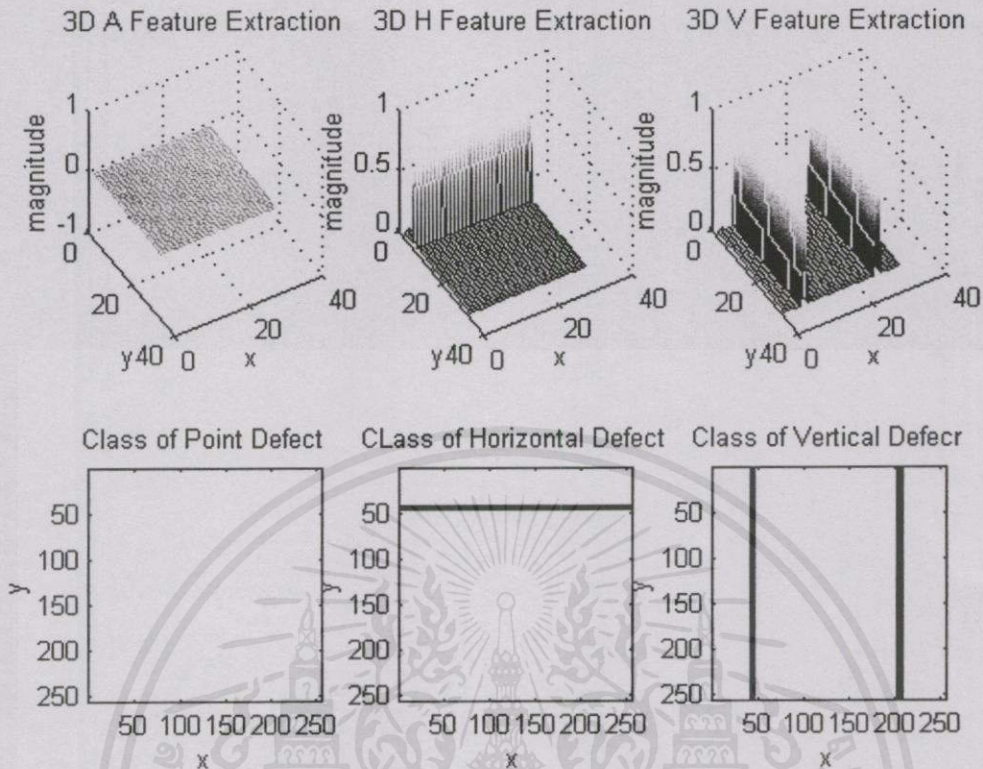 3D A Feature Extraction
3D H Feature Extraction
3D V Feature Extraction
magnitude
1
0
-1
0
20
y40
0
x
20
40
magnitude
1
0.5
0
0
20
y40
0
x
20
40
magnitude
1
0.5
0
0
20
y40
0
x
20
40
Class of Point Defect
CLass of Horizontal Defect
Class of Vertical Defecr
y
50
100
150
200
250
50 100 150 200 250
x
y
50
100
150
200
250
50 100 150 200 250
x
y
50
100
150
200
250
50 100 150 200 250
x